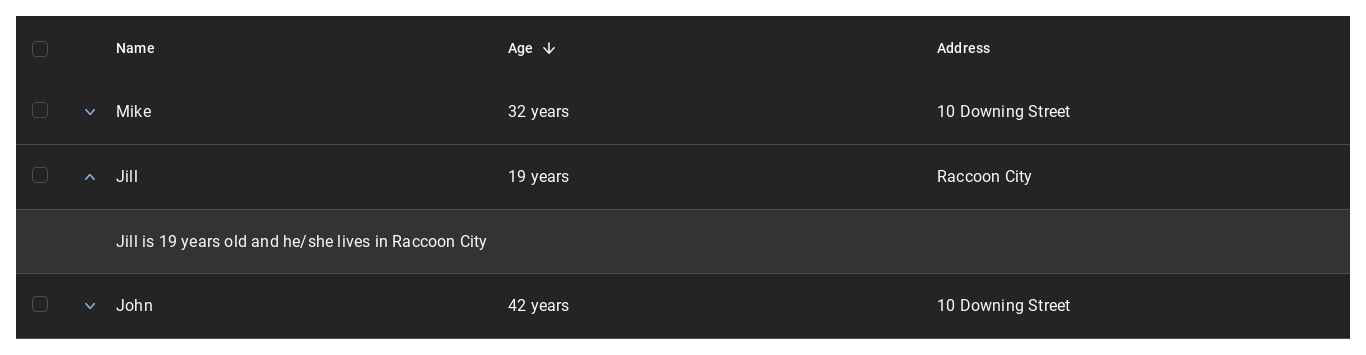 Name Age Address
Mike 32 years 10 Downing Street
Jill 19 years Raccoon City
Jill is 19 years old and he/she lives in Raccoon City
John 42 years 10 Downing Street